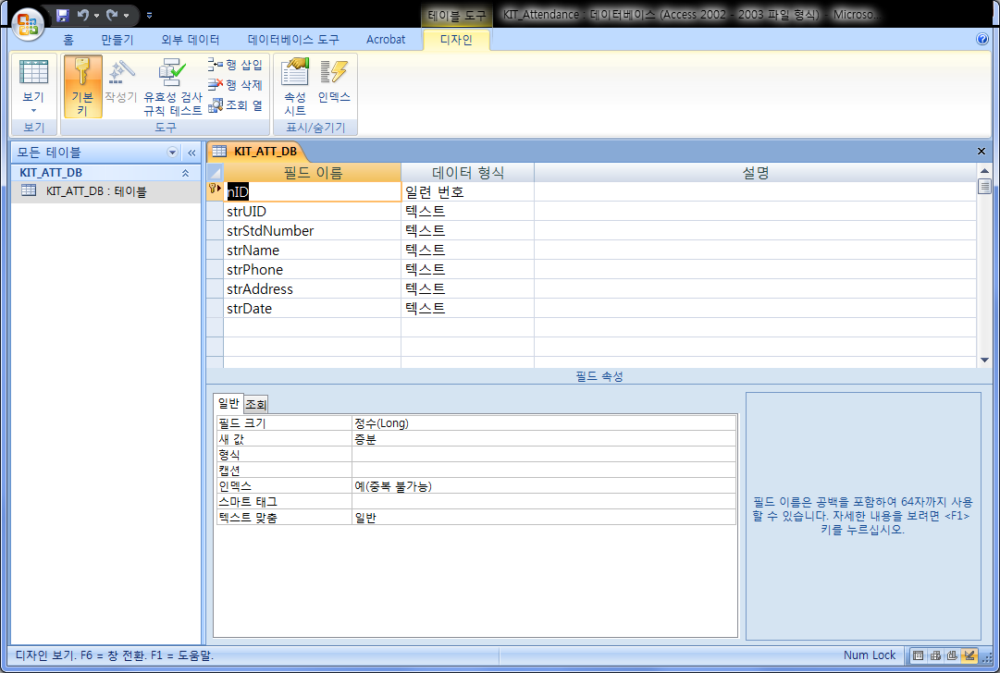 테이블 도구
KIT_Attendance : 데이터베이스 (Access 2002 - 2003 파일 형식) - Microso...
홈 만들기 외부 데이터 데이터베이스 도구 Acrobat 디자인
보기
기본
키
작성기
유효성 검사
규칙 테스트
행 삽입
행 삭제
조회 열
속성
시트
인덱스
보기 도구 표시/숨기기
모든 테이블
KIT_ATT_DB
KIT_ATT_DB : 테이블
KIT_ATT_DB
필드 이름 데이터 형식 설명
nID 일련 번호
strUID 텍스트
strStdNumber 텍스트
strName 텍스트
strPhone 텍스트
strAddress 텍스트
strDate 텍스트
필드 속성
일반 조회
필드 크기 정수(Long)
새 값 증분
형식
캡션
인덱스 예(중복 불가능)
스마트 태그
텍스트 맞춤 일반
필드 이름은 공백을 포함하여 64자까지 사용
할 수 있습니다. 자세한 내용을 보려면 <F1>
키를 누르십시오.
디자인 보기. F6 = 창 전환. F1 = 도움말. Num Lock